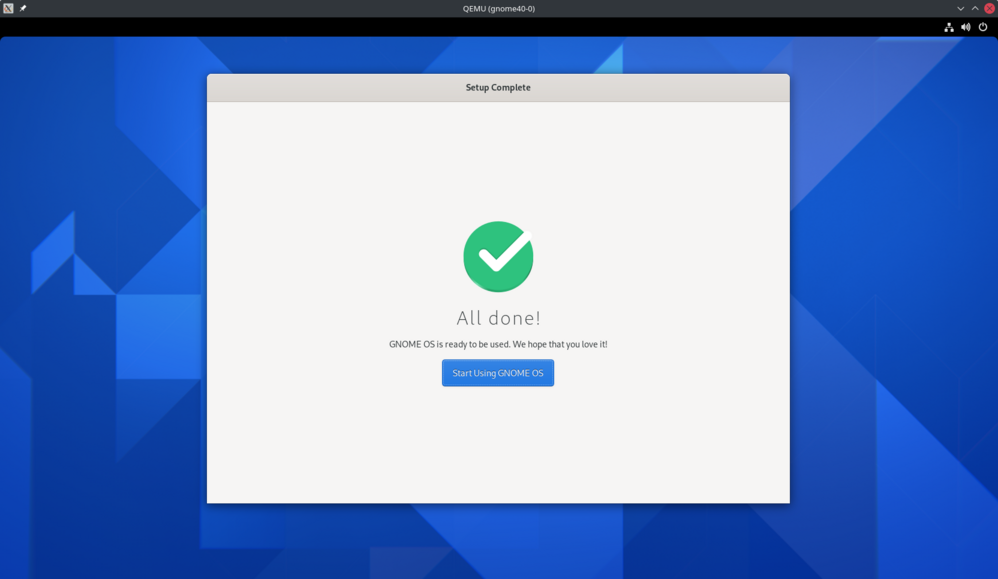 QEMU (gnome40-0)
Setup Complete
All done!
GNOME OS is ready to be used. We hope that you love it!
Start Using GNOME OS